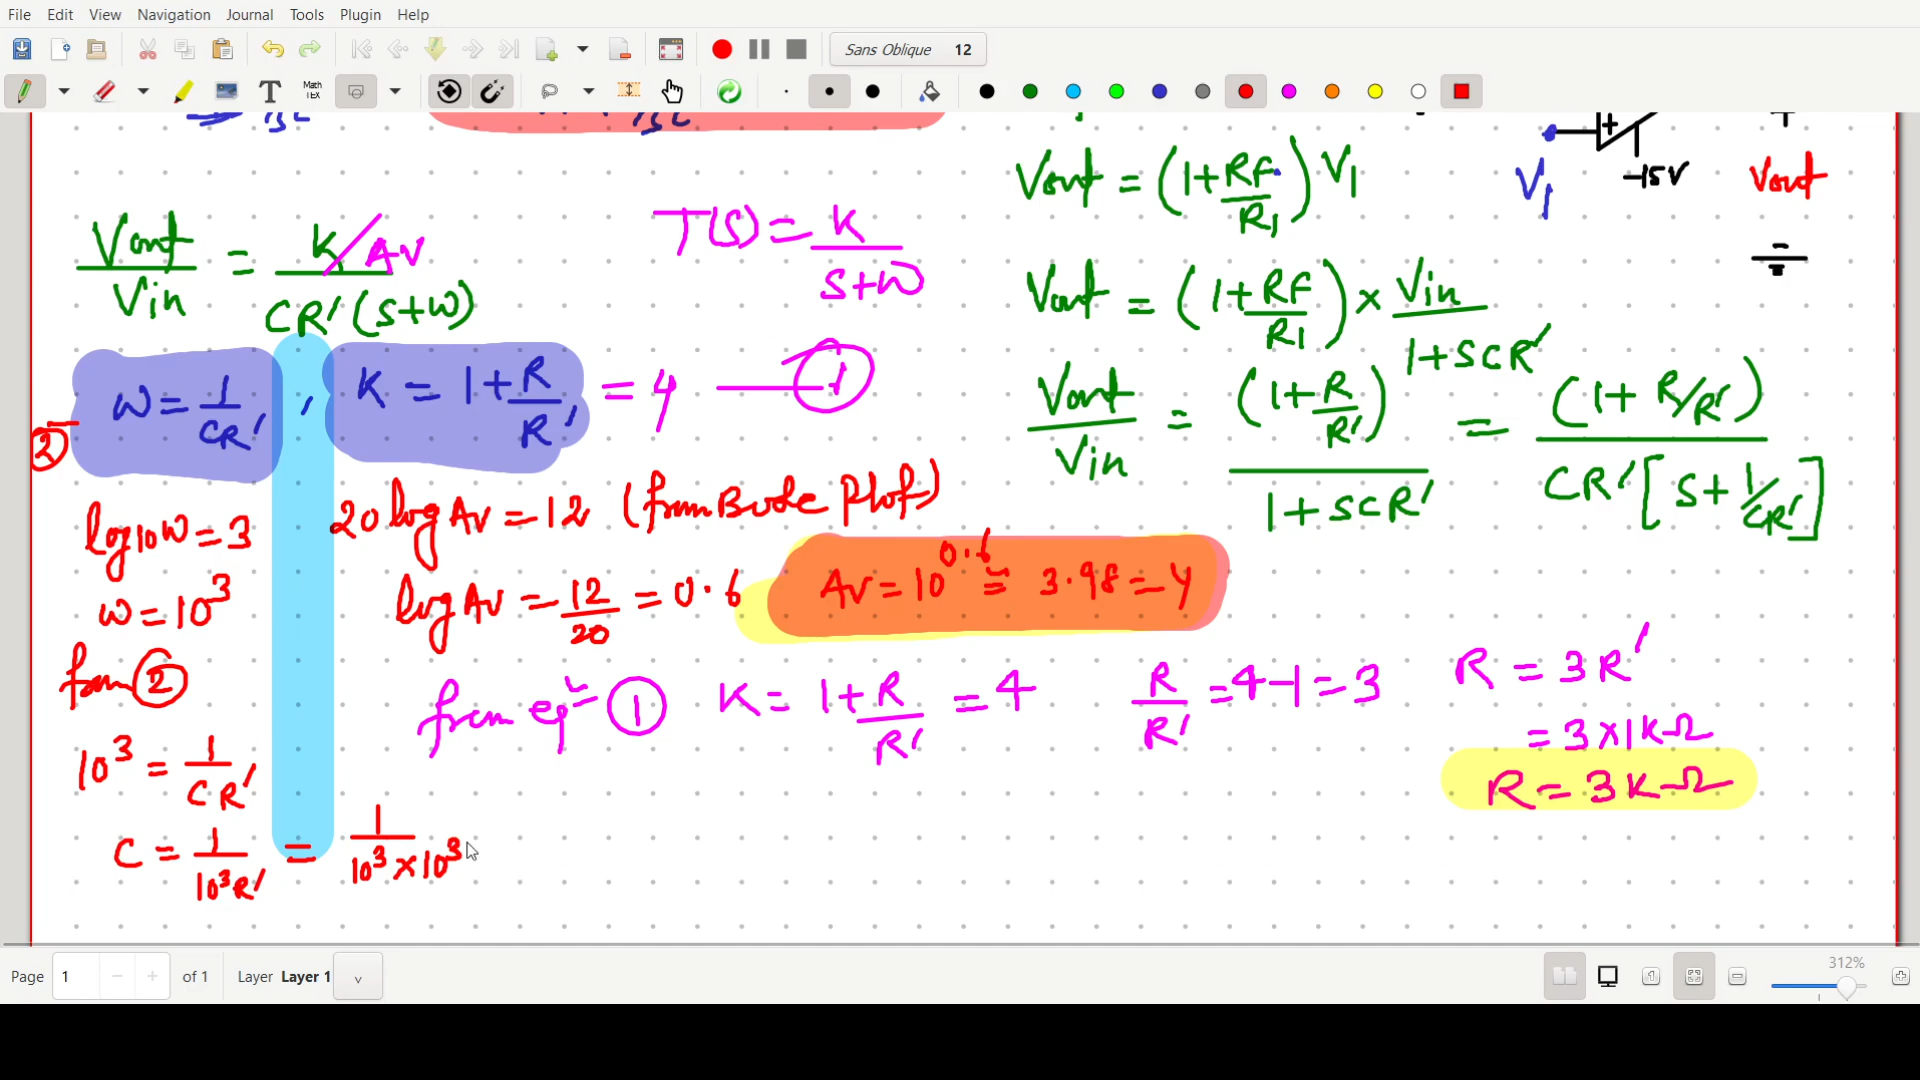 File Edit View Navigation Journal Tools Plugin Help
Sans Oblique 12
Math TEX
Vout/Vin = K/AV / CR'(S+W)
T(S) = K/S+W
W = 1/CR' , K = 1+R/R' = 4 —— ①
②
log10W = 3
W = 10^3
from ②
10^3 = 1/CR'
C = 1/10^3R' = 1/10^3 × 10^3
20 log AV = 12 (from Bode Plot)
log AV = 12/20 = 0.6
AV = 10^0.6 = 3.98 = 4
from eqn ① K = 1+R/R' = 4
R/R' = 4-1 = 3
R = 3R'
= 3×1KΩ
R = 3KΩ
Vout = (1+RF/R1) V1
Vout = (1+RF/R1) × Vin/1+SCR'
Vout/Vin = (1+R/R')/1+SCR' = (1+R/R')/CR'[S+1/CR']
+
V1
-15V
+
Vout
-
Page 1 of 1 Layer Layer 1
312%